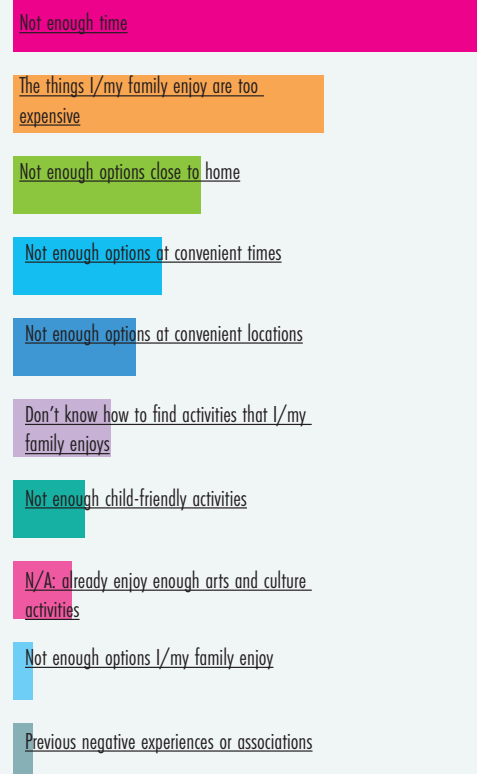 Not enough time
The things I/my family enjoy are too
expensive
Not enough options close to home
Not enough options at convenient times
Not enough options at convenient locations
Don’t know how to find activities that I/my
family enjoys
Not enough child-friendly activities
N/A: already enjoy enough arts and culture
activities
Not enough options I/my family enjoy
Previous negative experiences or associations